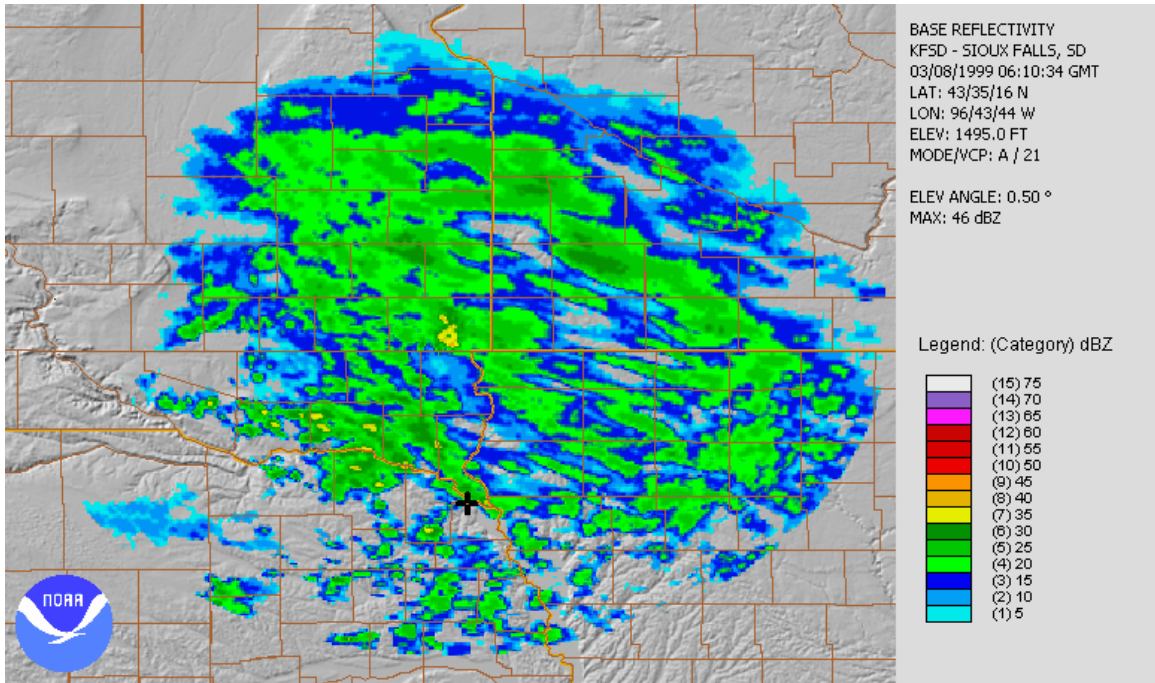 BASE REFLECTIVITY
KFSD - SIOUX FALLS, SD
03/08/1999 06:10:34 GMT
LAT: 43/35/16 N
LON: 96/43/44 W
ELEV: 1495.0 FT
MODE/VCP: A / 21
ELEV ANGLE: 0.50 °
MAX: 46 dBZ
Legend: (Category) dBZ
(15) 75
(14) 70
(13) 65
(12) 60
(11) 55
(10) 50
(9) 45
(8) 40
(7) 35
(6) 30
(5) 25
(4) 20
(3) 15
(2) 10
(1) 5
NOAA